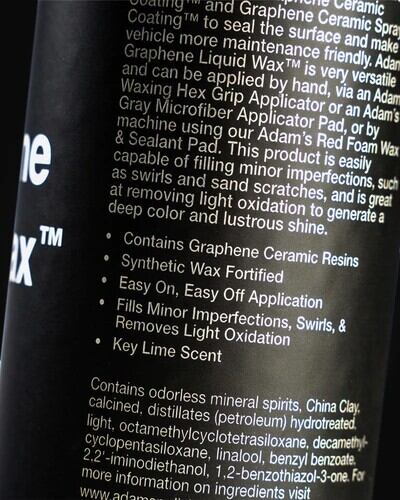 Coating™ and Graphene Ceramic Spray
Coating™ to seal the surface and make
vehicle more maintenance friendly. Adam
Graphene Liquid Wax™ is very versatile
and can be applied by hand, via an Adam
Waxing Hex Grip Applicator or an Adam's
Gray Microfiber Applicator Pad, or by
machine using our Adam's Red Foam Wax
& Sealant Pad. This product is easily
capable of filling minor imperfections, such
as swirls and sand scratches, and is great
at removing light oxidation to generate a
deep color and lustrous shine.
ne
ax™
• Contains Graphene Ceramic Resins
• Synthetic Wax Fortified
• Easy On, Easy Off Application
• Fills Minor Imperfections, Swirls, &
Removes Light Oxidation
• Key Lime Scent
Contains odorless mineral spirits, China Clay,
calcined, distillates (petroleum) hydrotreated.
light, octamethylcyclotetrasiloxane, decamethyl-
cyclopentasiloxane, linalool, benzyl benzoate.
2,2'-iminodiethanol, 1,2-benzothiazol-3-one. For
more information on ingredients visit